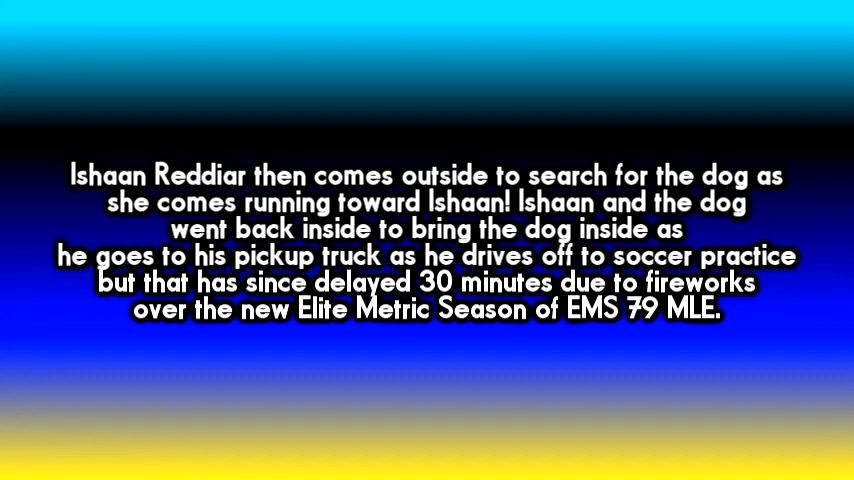 Ishaan Reddiar then comes outside to search for the dog as
she comes running toward Ishaan! Ishaan and the dog
went back inside to bring the dog inside as
he goes to his pickup truck as he drives off to soccer practice
but that has since delayed 30 minutes due to fireworks
over the new Elite Metric Season of EMS 79 MLE.